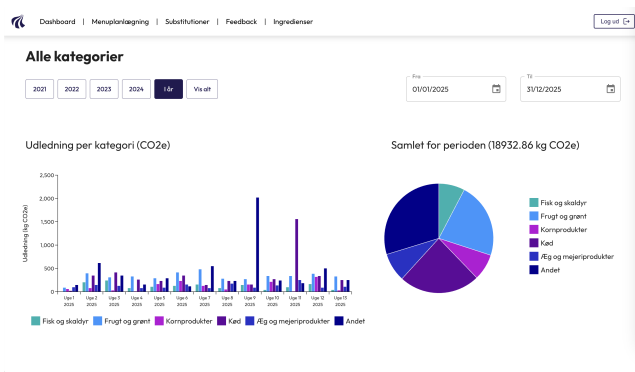 Dashboard | Menuplanlægning | Substitutioner | Feedback | Ingredienser
Log ud
Alle kategorier
2021 2022 2023 2024 I år Vis alt
Fra
01/01/2025
Til
31/12/2025
Udledning per kategori (CO2e)
Samlet for perioden (18932.86 kg CO2e)
Udledning (kg CO2e)
2,500
2,000
1,500
1,000
500
0
Uge 1 2025
Uge 2 2025
Uge 3 2025
Uge 4 2025
Uge 5 2025
Uge 6 2025
Uge 7 2025
Uge 8 2025
Uge 9 2025
Uge 10 2025
Uge 11 2025
Uge 12 2025
Uge 13 2025
Fisk og skaldyr Frugt og grønt Kornprodukter Kød Æg og mejeriprodukter Andet
Fisk og skaldyr
Frugt og grønt
Kornprodukter
Kød
Æg og mejeriprodukter
Andet